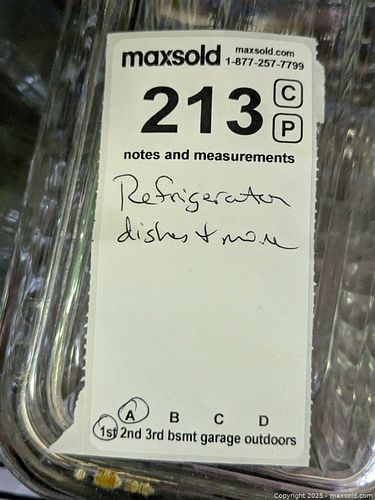 maxsold maxsold.com
1-877-257-7799
213 C
P
notes and measurements
Refrigerator
dishes + more
A B C D
1st 2nd 3rd bsmt garage outdoors
Copyright 2025 - maxsold.com